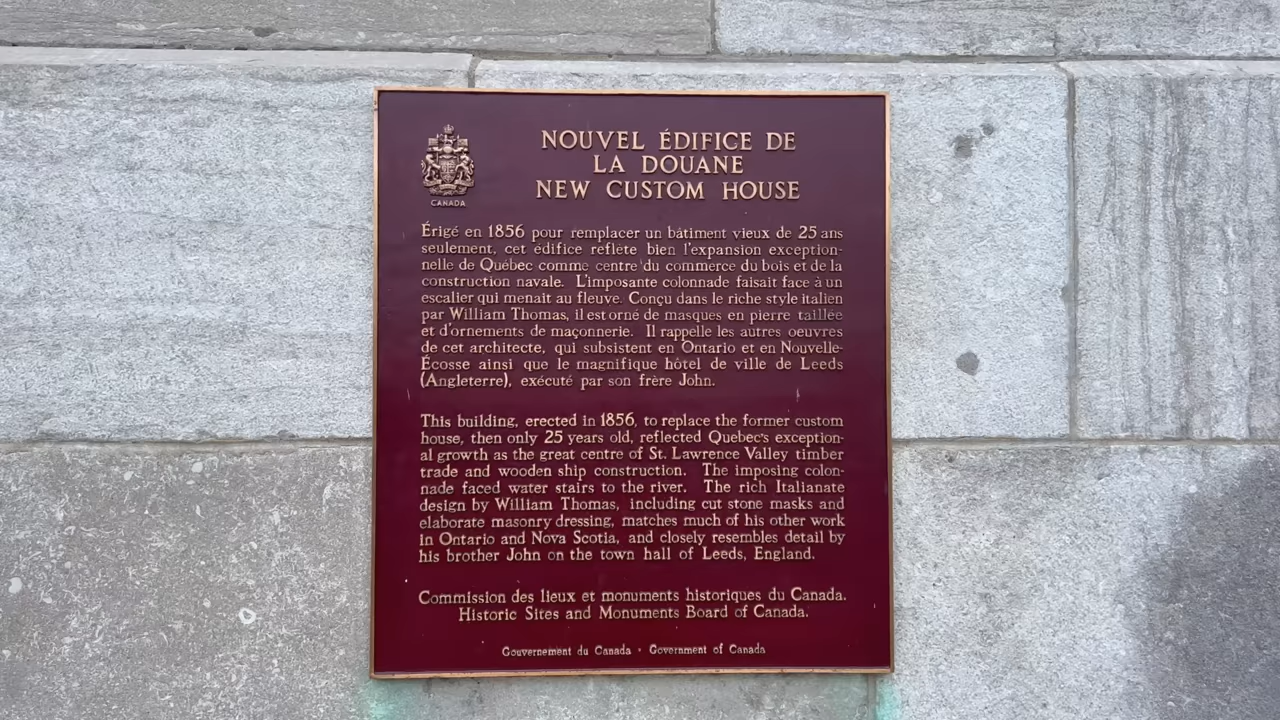 CANADA
NOUVEL ÉDIFICE DE
LA DOUANE
NEW CUSTOM HOUSE
Érigé en 1856 pour remplacer un bâtiment vieux de 25 ans
seulement, cet édifice reflète bien l'expansion exception-
nelle de Québec comme centre du commerce du bois et de la
construction navale. L'imposante colonnade faisait face à un
escalier qui menait au fleuve. Conçu dans le riche style italien
par William Thomas, il est orné de masques en pierre taillée
et d'ornements de maçonnerie. Il rappelle les autres oeuvres
de cet architecte, qui subsistent en Ontario et en Nouvelle-
Écosse ainsi que le magnifique hôtel de ville de Leeds
(Angleterre), exécuté par son frère John.
This building, erected in 1856, to replace the former custom
house, then only 25 years old, reflected Quebec's exception-
al growth as the great centre of St. Lawrence Valley timber
trade and wooden ship construction. The imposing colon-
nade faced water stairs to the river. The rich Italianate
design by William Thomas, including cut stone masks and
elaborate masonry dressing, matches much of his other work
in Ontario and Nova Scotia, and closely resembles detail by
his brother John on the town hall of Leeds, England.
Commission des lieux et monuments historiques du Canada.
Historic Sites and Monuments Board of Canada.
Gouvernement du Canada · Government of Canada